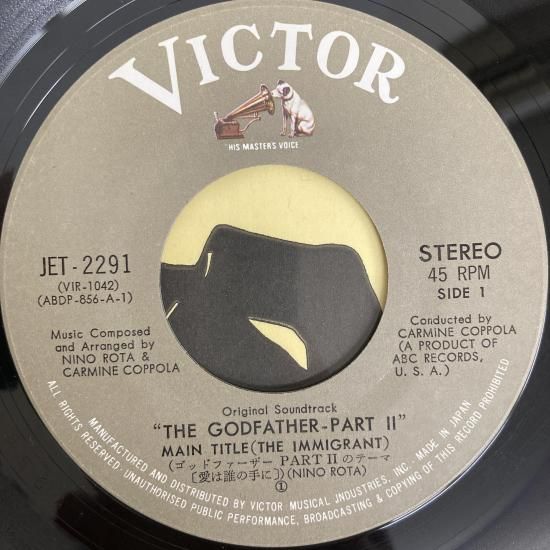 VICTOR
"HIS MASTER'S VOICE
JET-2291
(VIR-1042)
(ABDP-856-A-1)
STEREO
45 RPM
SIDE 1
Music Composed
and Arranged by
NINO ROTA &
CARMINE COPPOLA
Conducted by
CARMINE COPPOLA
(A PRODUCT OF
ABC RECORDS,
U. S. A.)
Original Soundtrack
"THE GODFATHER-PART II"
MAIN TITLE(THE IMMIGRANT)
(ゴッドファーザー PART II のテーマ
〔愛は誰の手に〕)(NINO ROTA)
①
MANUFACTURED AND DISTRIBUTED BY VICTOR MUSICAL JNDUSTRIES, INC. MADE IN JAPAN
ALL RIGHTS RESERVED. UNAUTHORISED PUBLIC PERFORMANCE, BROADCASTING & COPYING OF THIS RECORD PROHIBITED